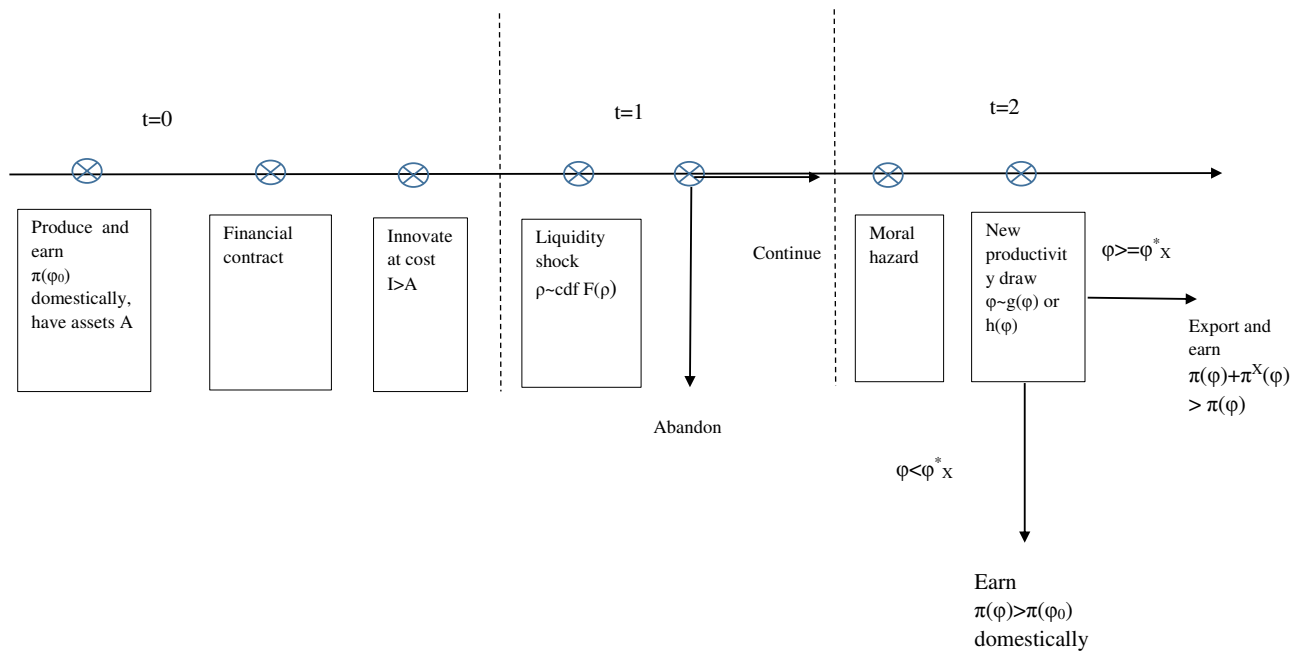 t=0
t=1
t=2
Produce and
earn
π(φ₀)
domestically,
have assets A
Financial
contract
Innovate
at cost
I>A
Liquidity
shock
ρ~cdf F(ρ)
Continue
Abandon
Moral
hazard
New
productivit
y draw
φ~g(φ) or
h(φ)
φ>=φ*X
Export and
earn
π(φ)+πX(φ)
> π(φ)
φ<φ*X
Earn
π(φ)>π(φ₀)
domestically